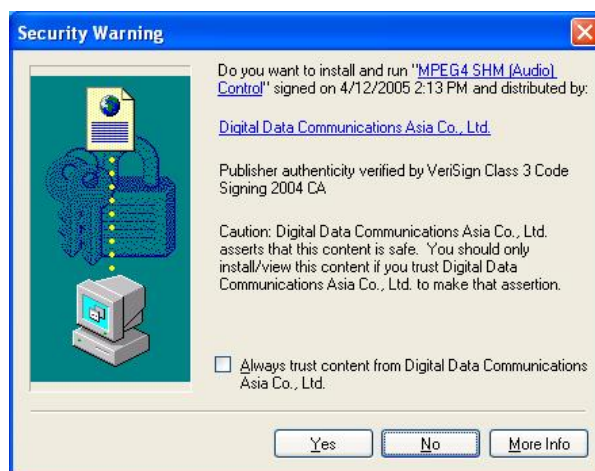 Security Warning
Do you want to install and run "MPEG4 SHM (Audio)
Control" signed on 4/12/2005 2:13 PM and distributed by:
Digital Data Communications Asia Co., Ltd.
Publisher authenticity verified by VeriSign Class 3 Code
Signing 2004 CA
Caution: Digital Data Communications Asia Co., Ltd.
asserts that this content is safe.  You should only
install/view this content if you trust Digital Data
Communications Asia Co., Ltd. to make that assertion.
Always trust content from Digital Data Communications
Asia Co., Ltd.
Yes No More Info